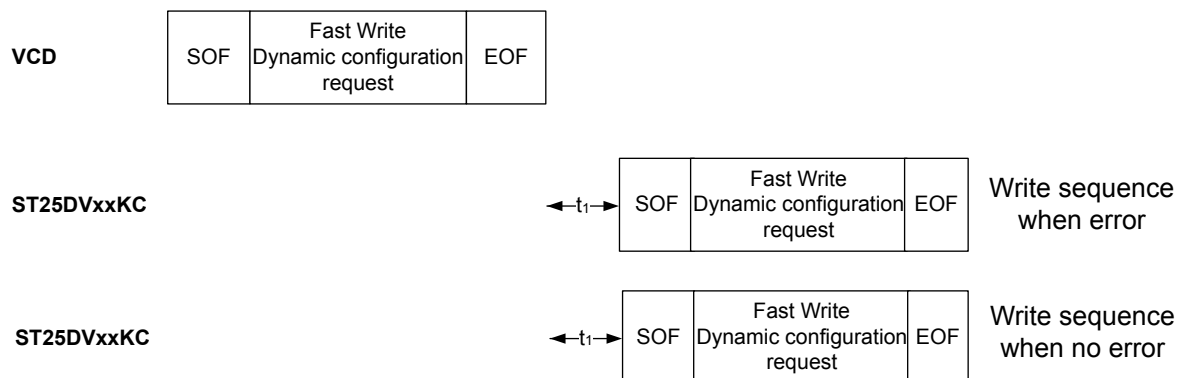 VCD
SOF
Fast Write
Dynamic configuration
request
EOF
ST25DVxxKC
t1
SOF
Fast Write
Dynamic configuration
request
EOF
Write sequence
when error
ST25DVxxKC
t1
SOF
Fast Write
Dynamic configuration
request
EOF
Write sequence
when no error